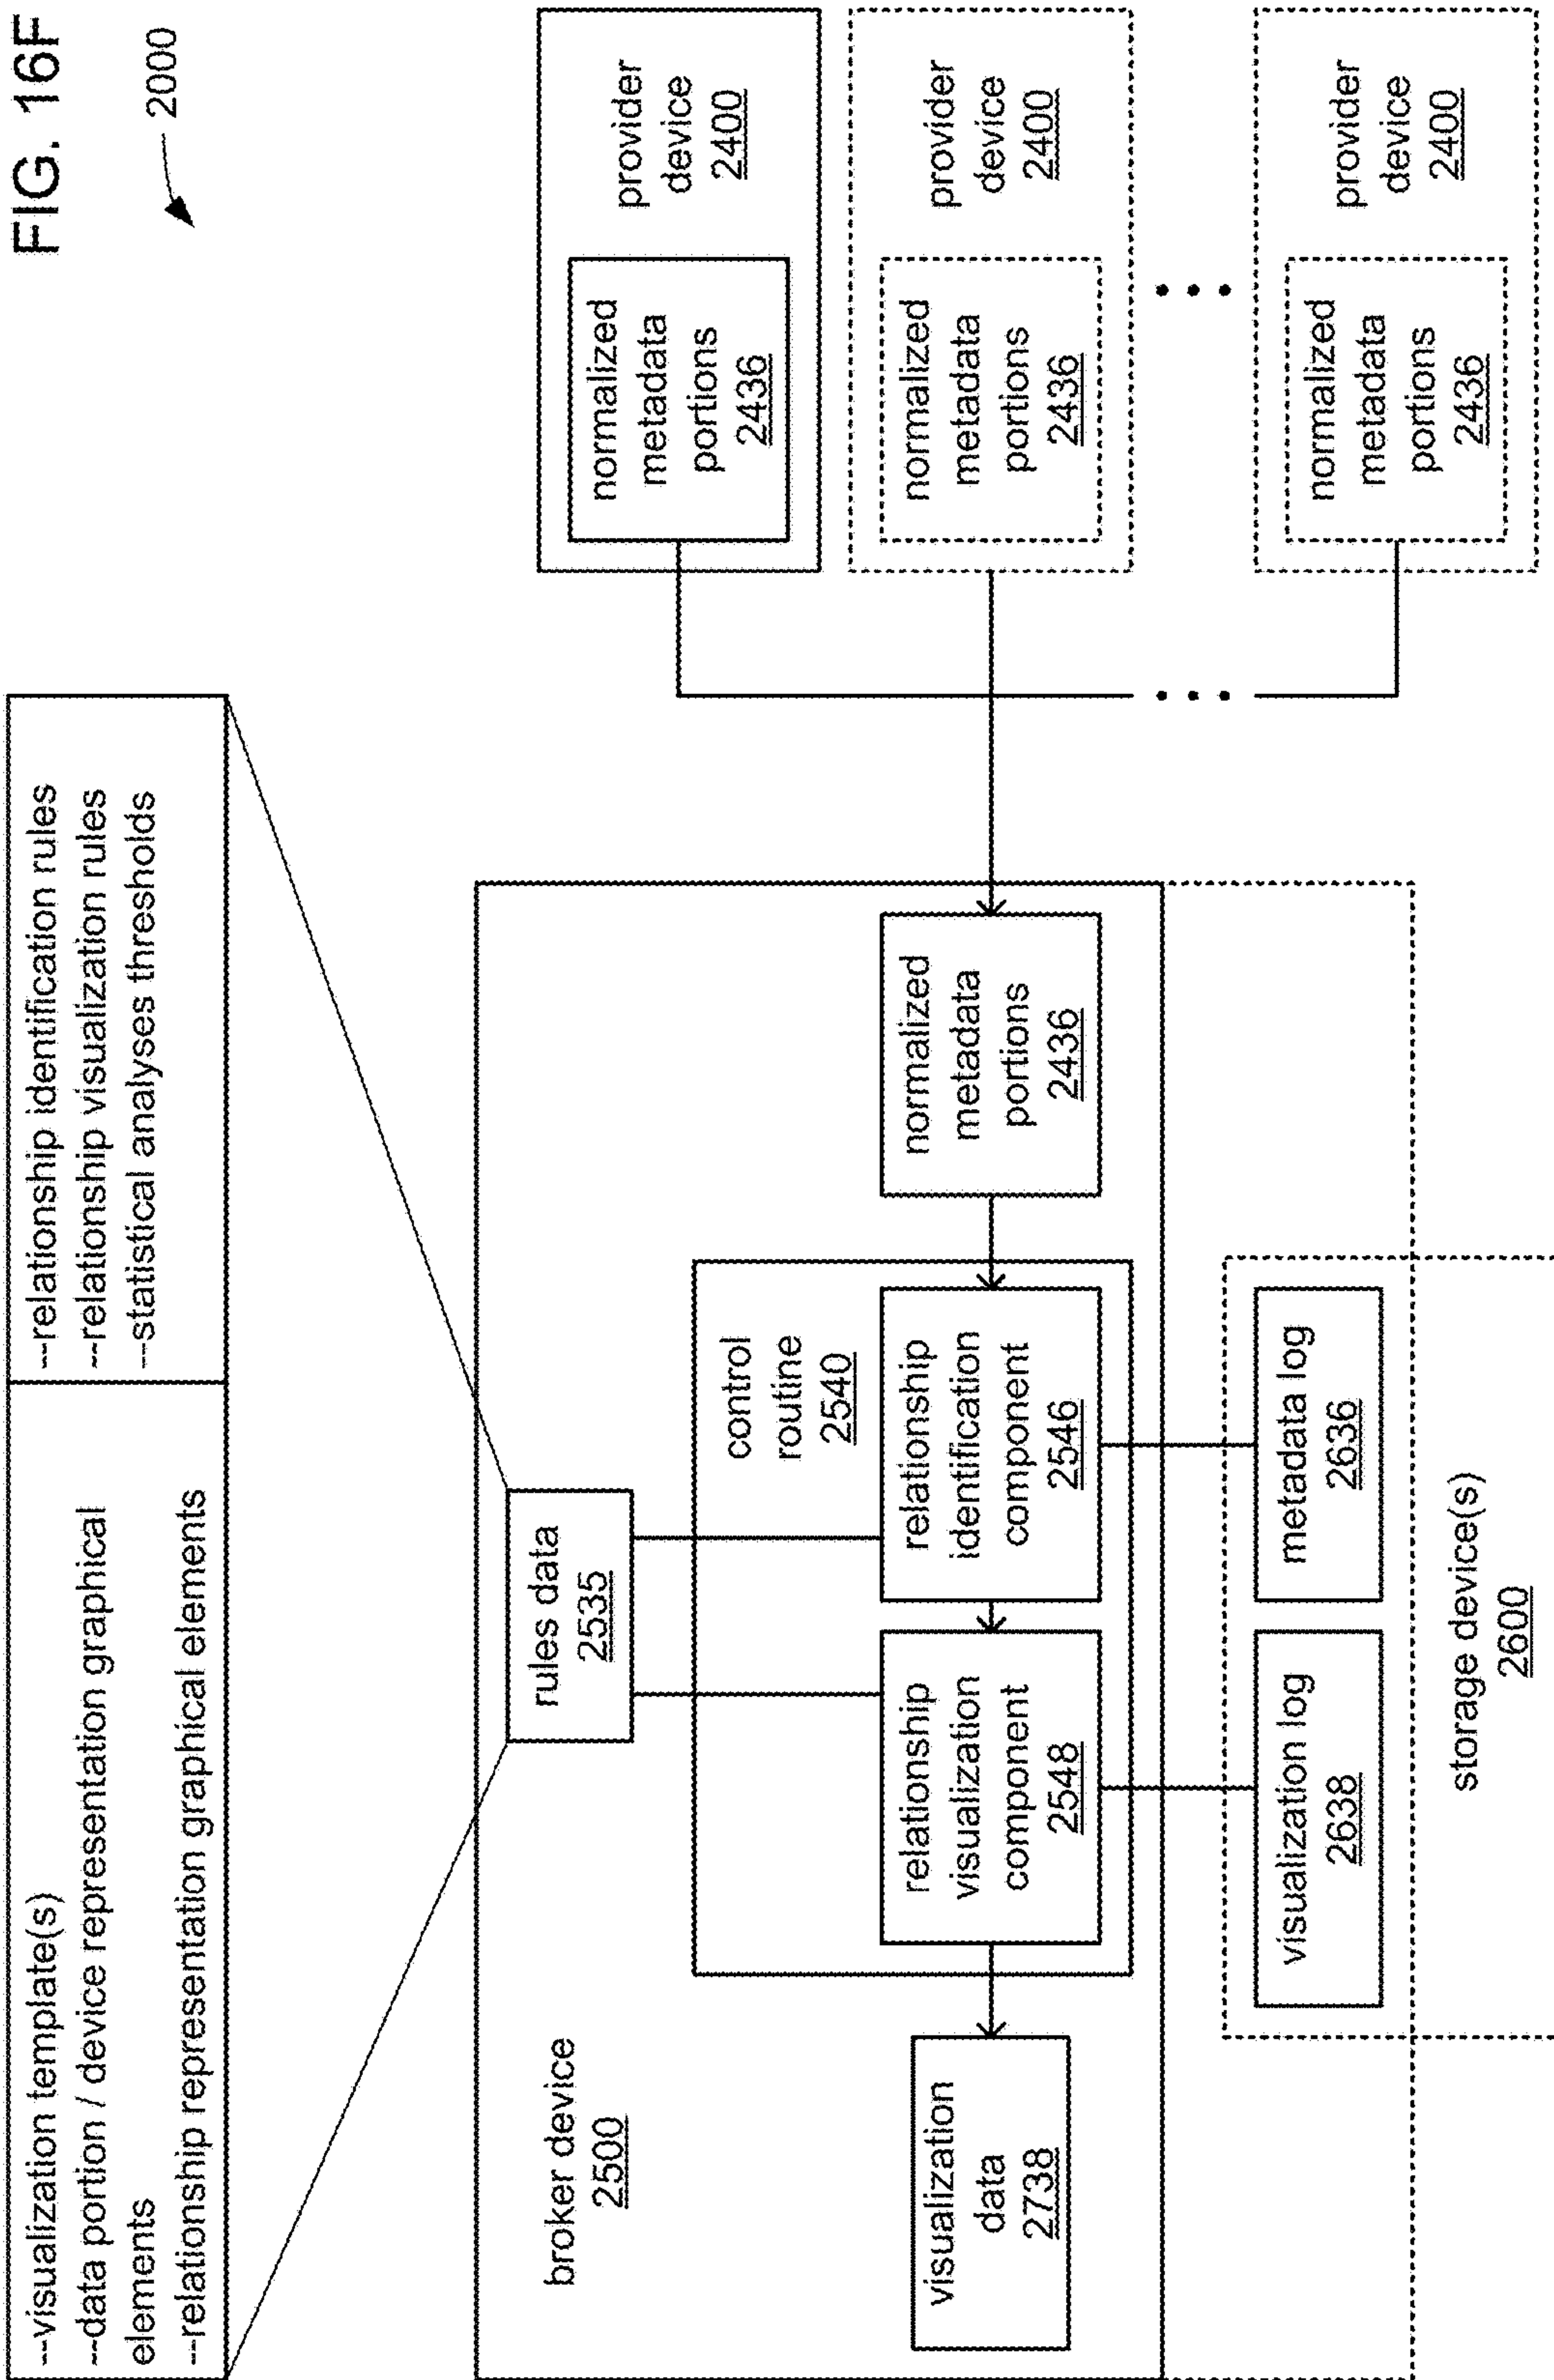 FIG. 16F
2000
--visualization template(s)
--data portion / device representation graphical
elements
--relationship representation graphical elements
--relationship identification rules
--relationship visualization rules
--statistical analyses thresholds
broker device
2500
rules data
2535
control
routine
2540
visualization
data
2738
relationship
visualization
component
2548
relationship
identification
component
2546
normalized
metadata
portions
2436
visualization log
2638
metadata log
2636
storage device(s)
2600
normalized
metadata
portions
2436
provider
device
2400
normalized
metadata
portions
2436
provider
device
2400
normalized
metadata
portions
2436
provider
device
2400